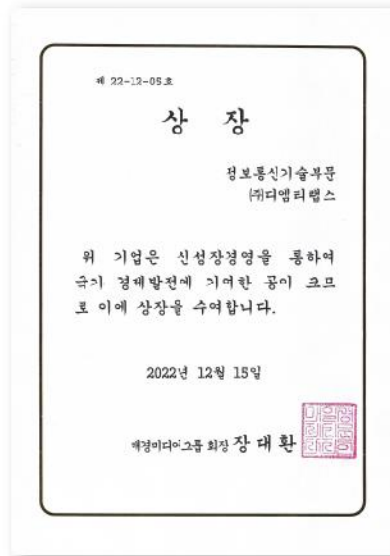 제 22-12-05호
상 장
정보통신기술부문
㈜디엠티랩스
위 기업은 신성장경영을 통하여
국가 경제발전에 기여한 공이 크므
로 이에 상장을 수여합니다.
2022년 12월 15일
매경미디어그룹 회장 장 대 환